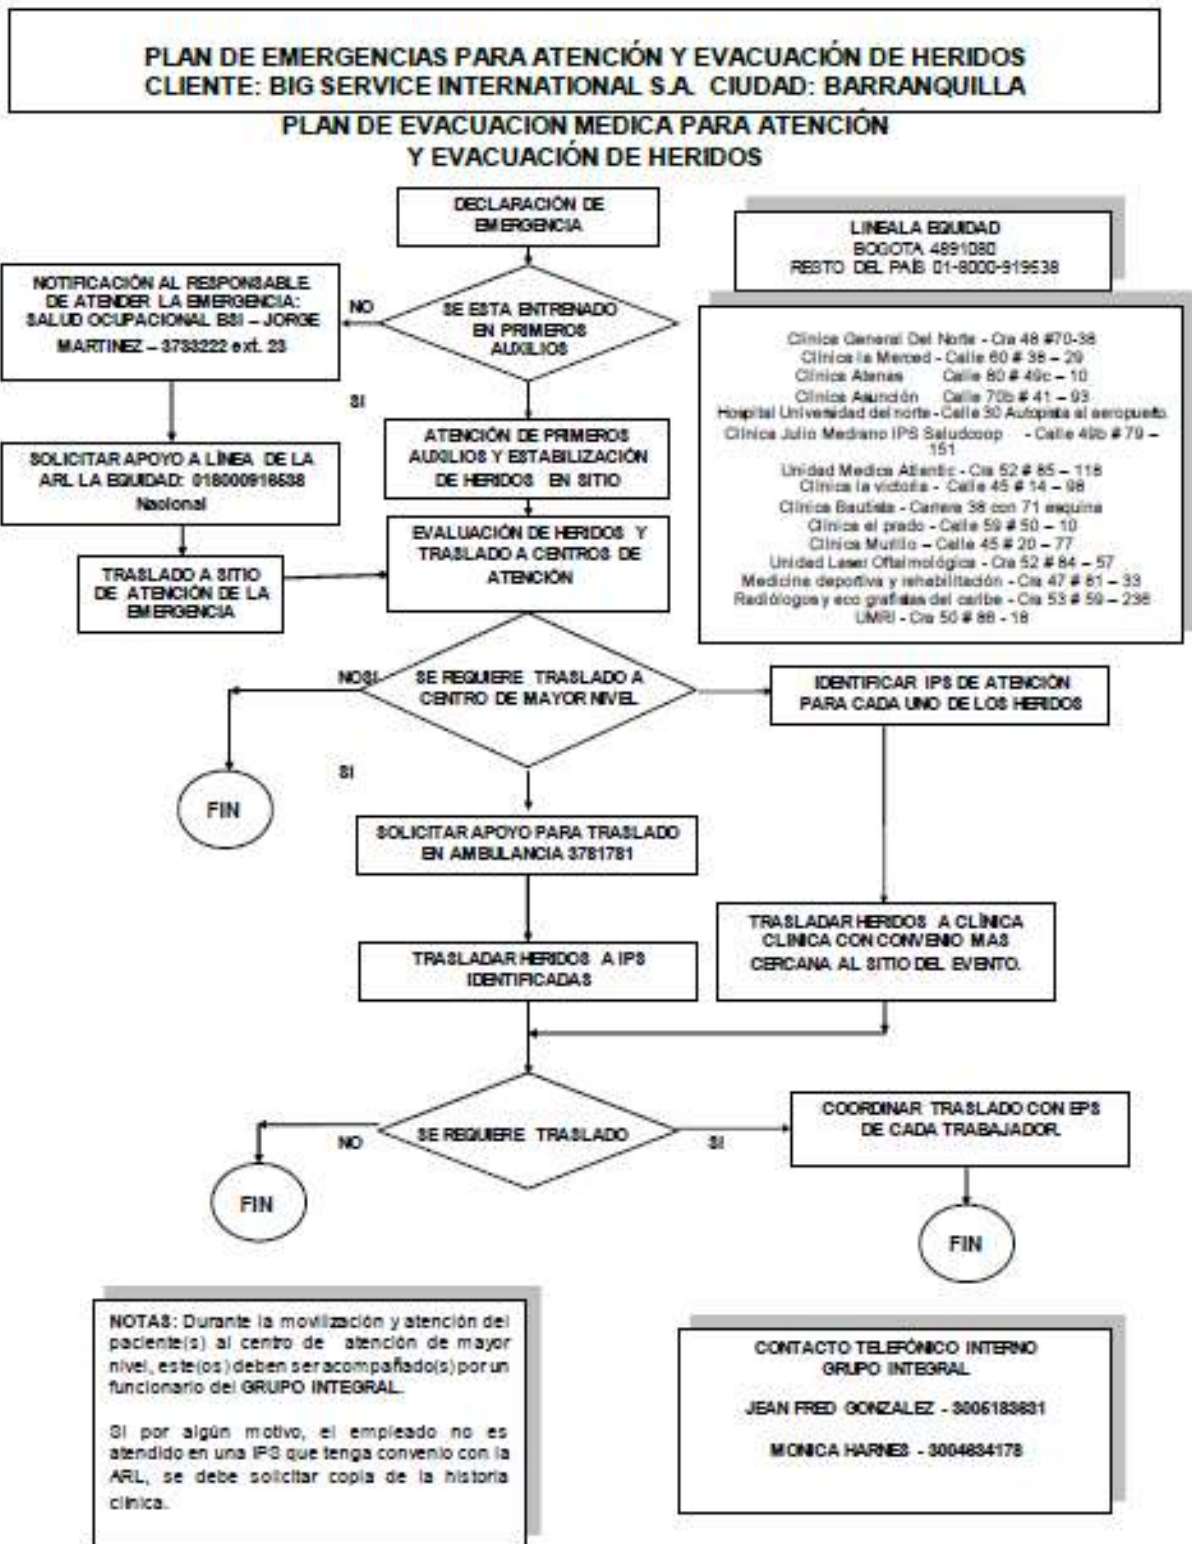 PLAN DE EMERGENCIAS PARA ATENCIÓN Y EVACUACIÓN DE HERIDOS
CLIENTE: BIG SERVICE INTERNATIONAL S.A. CIUDAD: BARRANQUILLA
PLAN DE EVACUACION MEDICA PARA ATENCIÓN
Y EVACUACIÓN DE HERIDOS
DECLARACIÓN DE
EMERGENCIA
LINEA LA EQUIDAD
BOGOTA 4891080
RESTO DEL PAÍS 01-8000-919538
NOTIFICACIÓN AL RESPONSABLE
DE ATENDER LA EMERGENCIA:
SALUD OCUPACIONAL BSI – JORGE
MARTINEZ – 3733222 ext. 23
NO
SE ESTA ENTRENADO
EN PRIMEROS
AUXILIOS
SI
Clínica General Del Norte - Cra 48 #70-38
Clínica la Merced - Calle 60 # 38 – 29
Clínica Atenas Calle 80 # 49c – 10
Clínica Asunción Calle 70b # 41 – 93
Hospital Universidad del norte - Calle 30 Autopista al aeropuerto.
Clínica Julio Medrano IPS Saludcoop - Calle 49b # 79 –
151
Unidad Medica Atlantic - Cra 52 # 85 – 118
Clínica la victoria - Calle 45 # 14 – 98
Clínica Bautista - Carrera 38 con 71 esquina
Clínica el prado - Calle 59 # 50 – 10
Clínica Murillo – Calle 45 # 20 – 77
Unidad Laser Oftalmológica - Cra 52 # 84 – 57
Medicina deportiva y rehabilitación - Cra 47 # 81 – 33
Radiólogos y eco grafistas del caribe - Cra 53 # 59 – 236
UMRI - Cra 50 # 86 - 18
SOLICITAR APOYO A LÍNEA DE LA
ARL LA EQUIDAD: 018000916538
Nacional
ATENCIÓN DE PRIMEROS
AUXILIOS Y ESTABILIZACIÓN
DE HERIDOS EN SITIO
TRASLADO A SITIO
DE ATENCIÓN DE LA
EMERGENCIA
EVALUACIÓN DE HERIDOS Y
TRASLADO A CENTROS DE
ATENCIÓN
NOSI
SE REQUIERE TRASLADO A
CENTRO DE MAYOR NIVEL
IDENTIFICAR IPS DE ATENCIÓN
PARA CADA UNO DE LOS HERIDOS
FIN
SI
SOLICITAR APOYO PARA TRASLADO
EN AMBULANCIA 3781781
TRASLADAR HERIDOS A IPS
IDENTIFICADAS
TRASLADAR HERIDOS A CLÍNICA
CLINICA CON CONVENIO MAS
CERCANA AL SITIO DEL EVENTO.
NO
SE REQUIERE TRASLADO
SI
COORDINAR TRASLADO CON EPS
DE CADA TRABAJADOR.
FIN
FIN
NOTAS: Durante la movilización y atención del
paciente(s) al centro de atención de mayor
nivel, este(os) deben ser acompañado(s) por un
funcionario del GRUPO INTEGRAL.
Si por algún motivo, el empleado no es
atendido en una IPS que tenga convenio con la
ARL, se debe solicitar copia de la historia
clínica.
CONTACTO TELEFÓNICO INTERNO
GRUPO INTEGRAL
JEAN FRED GONZALEZ - 3005183631
MONICA HARNES - 3004634178